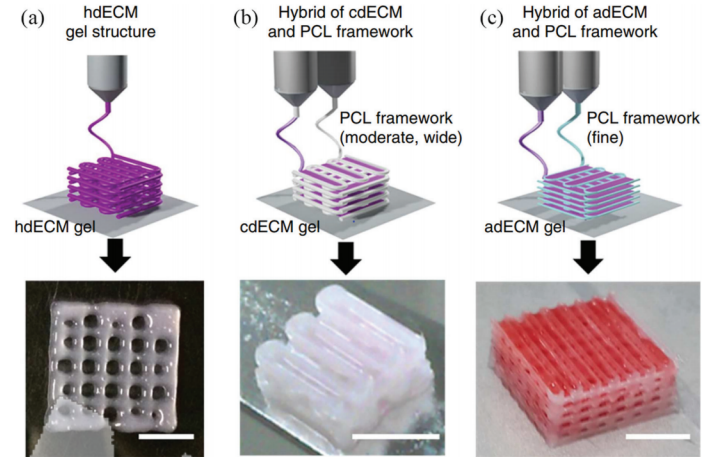 (a)
hdECM
gel structure
hdECM gel
(b)
Hybrid of cdECM
and PCL framework
PCL framework
(moderate, wide)
cdECM gel
(c)
Hybrid of adECM
and PCL framework
PCL framework
(fine)
adECM gel